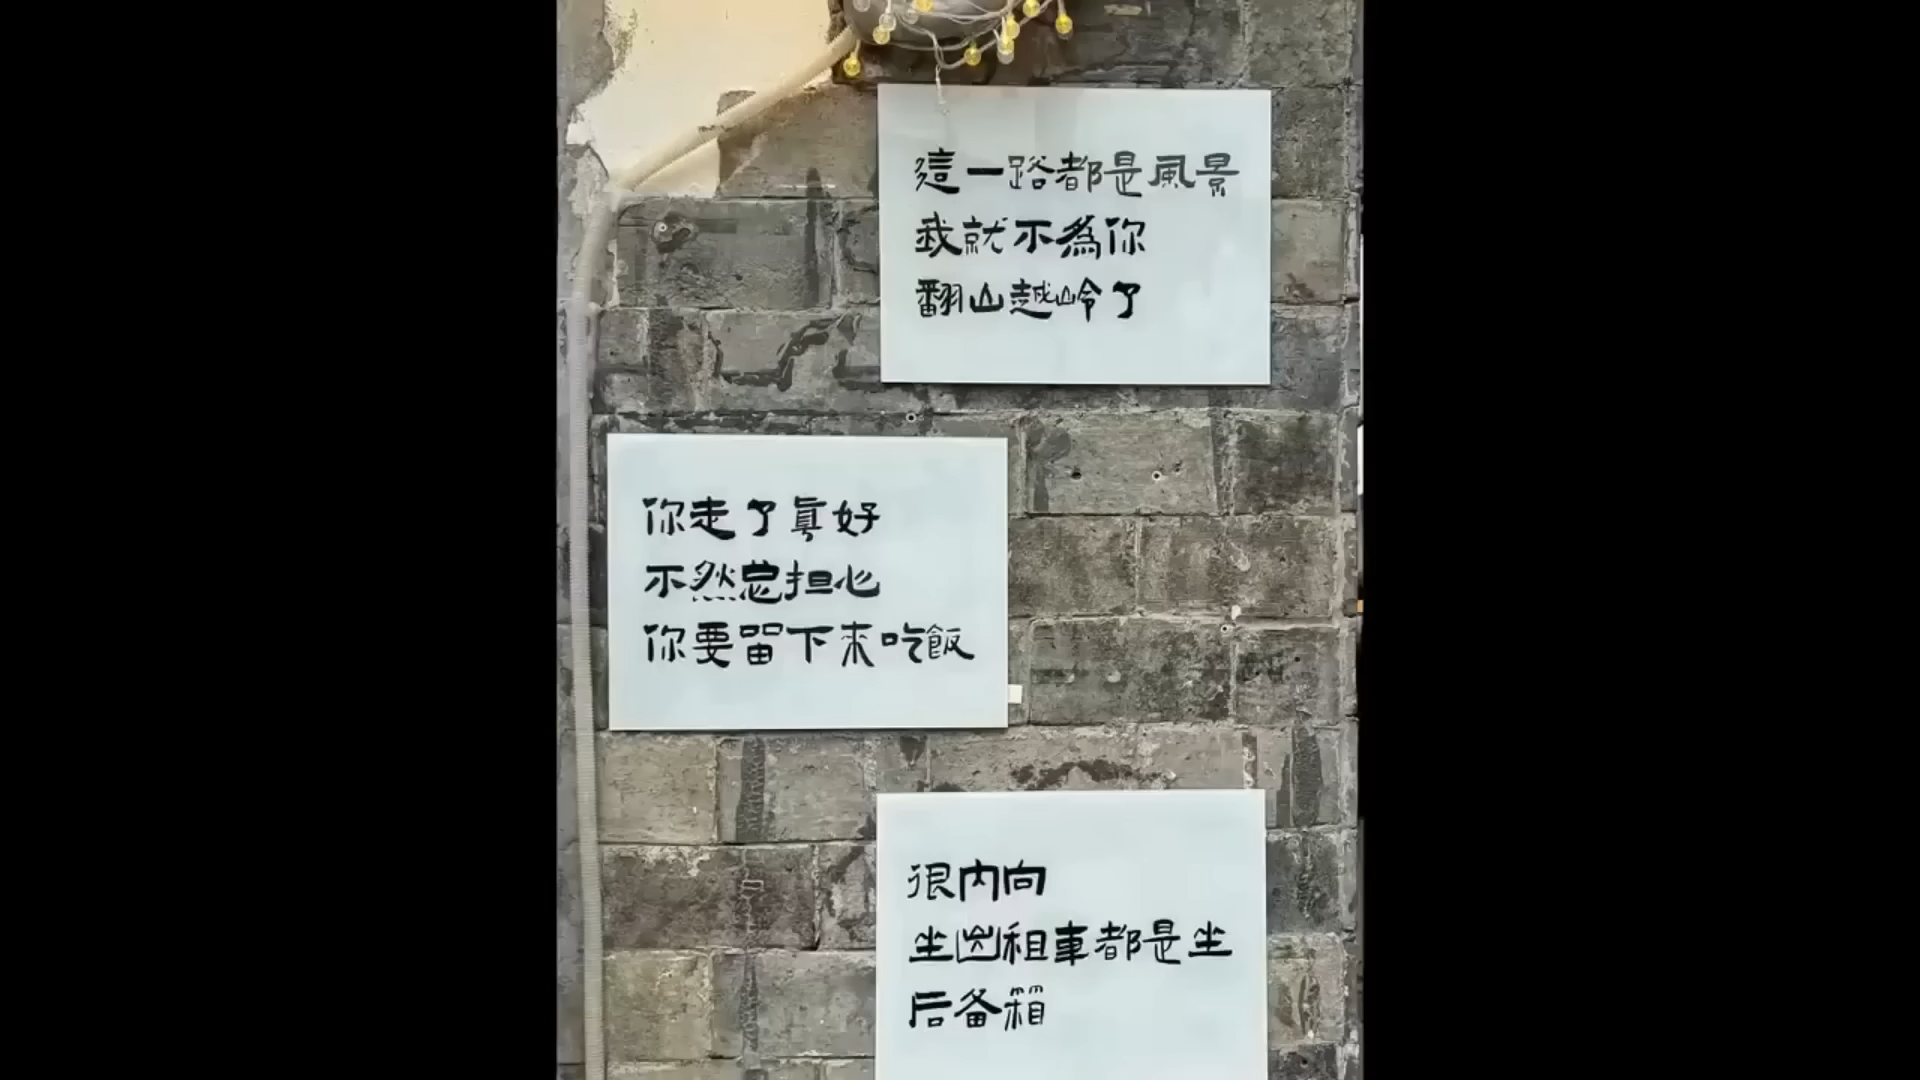 這一路都是風景
我就不為你
翻山越岭了
你走了真好
不然总担心
你要留下来吃飯
很内向
坐出租車都是坐
后备箱